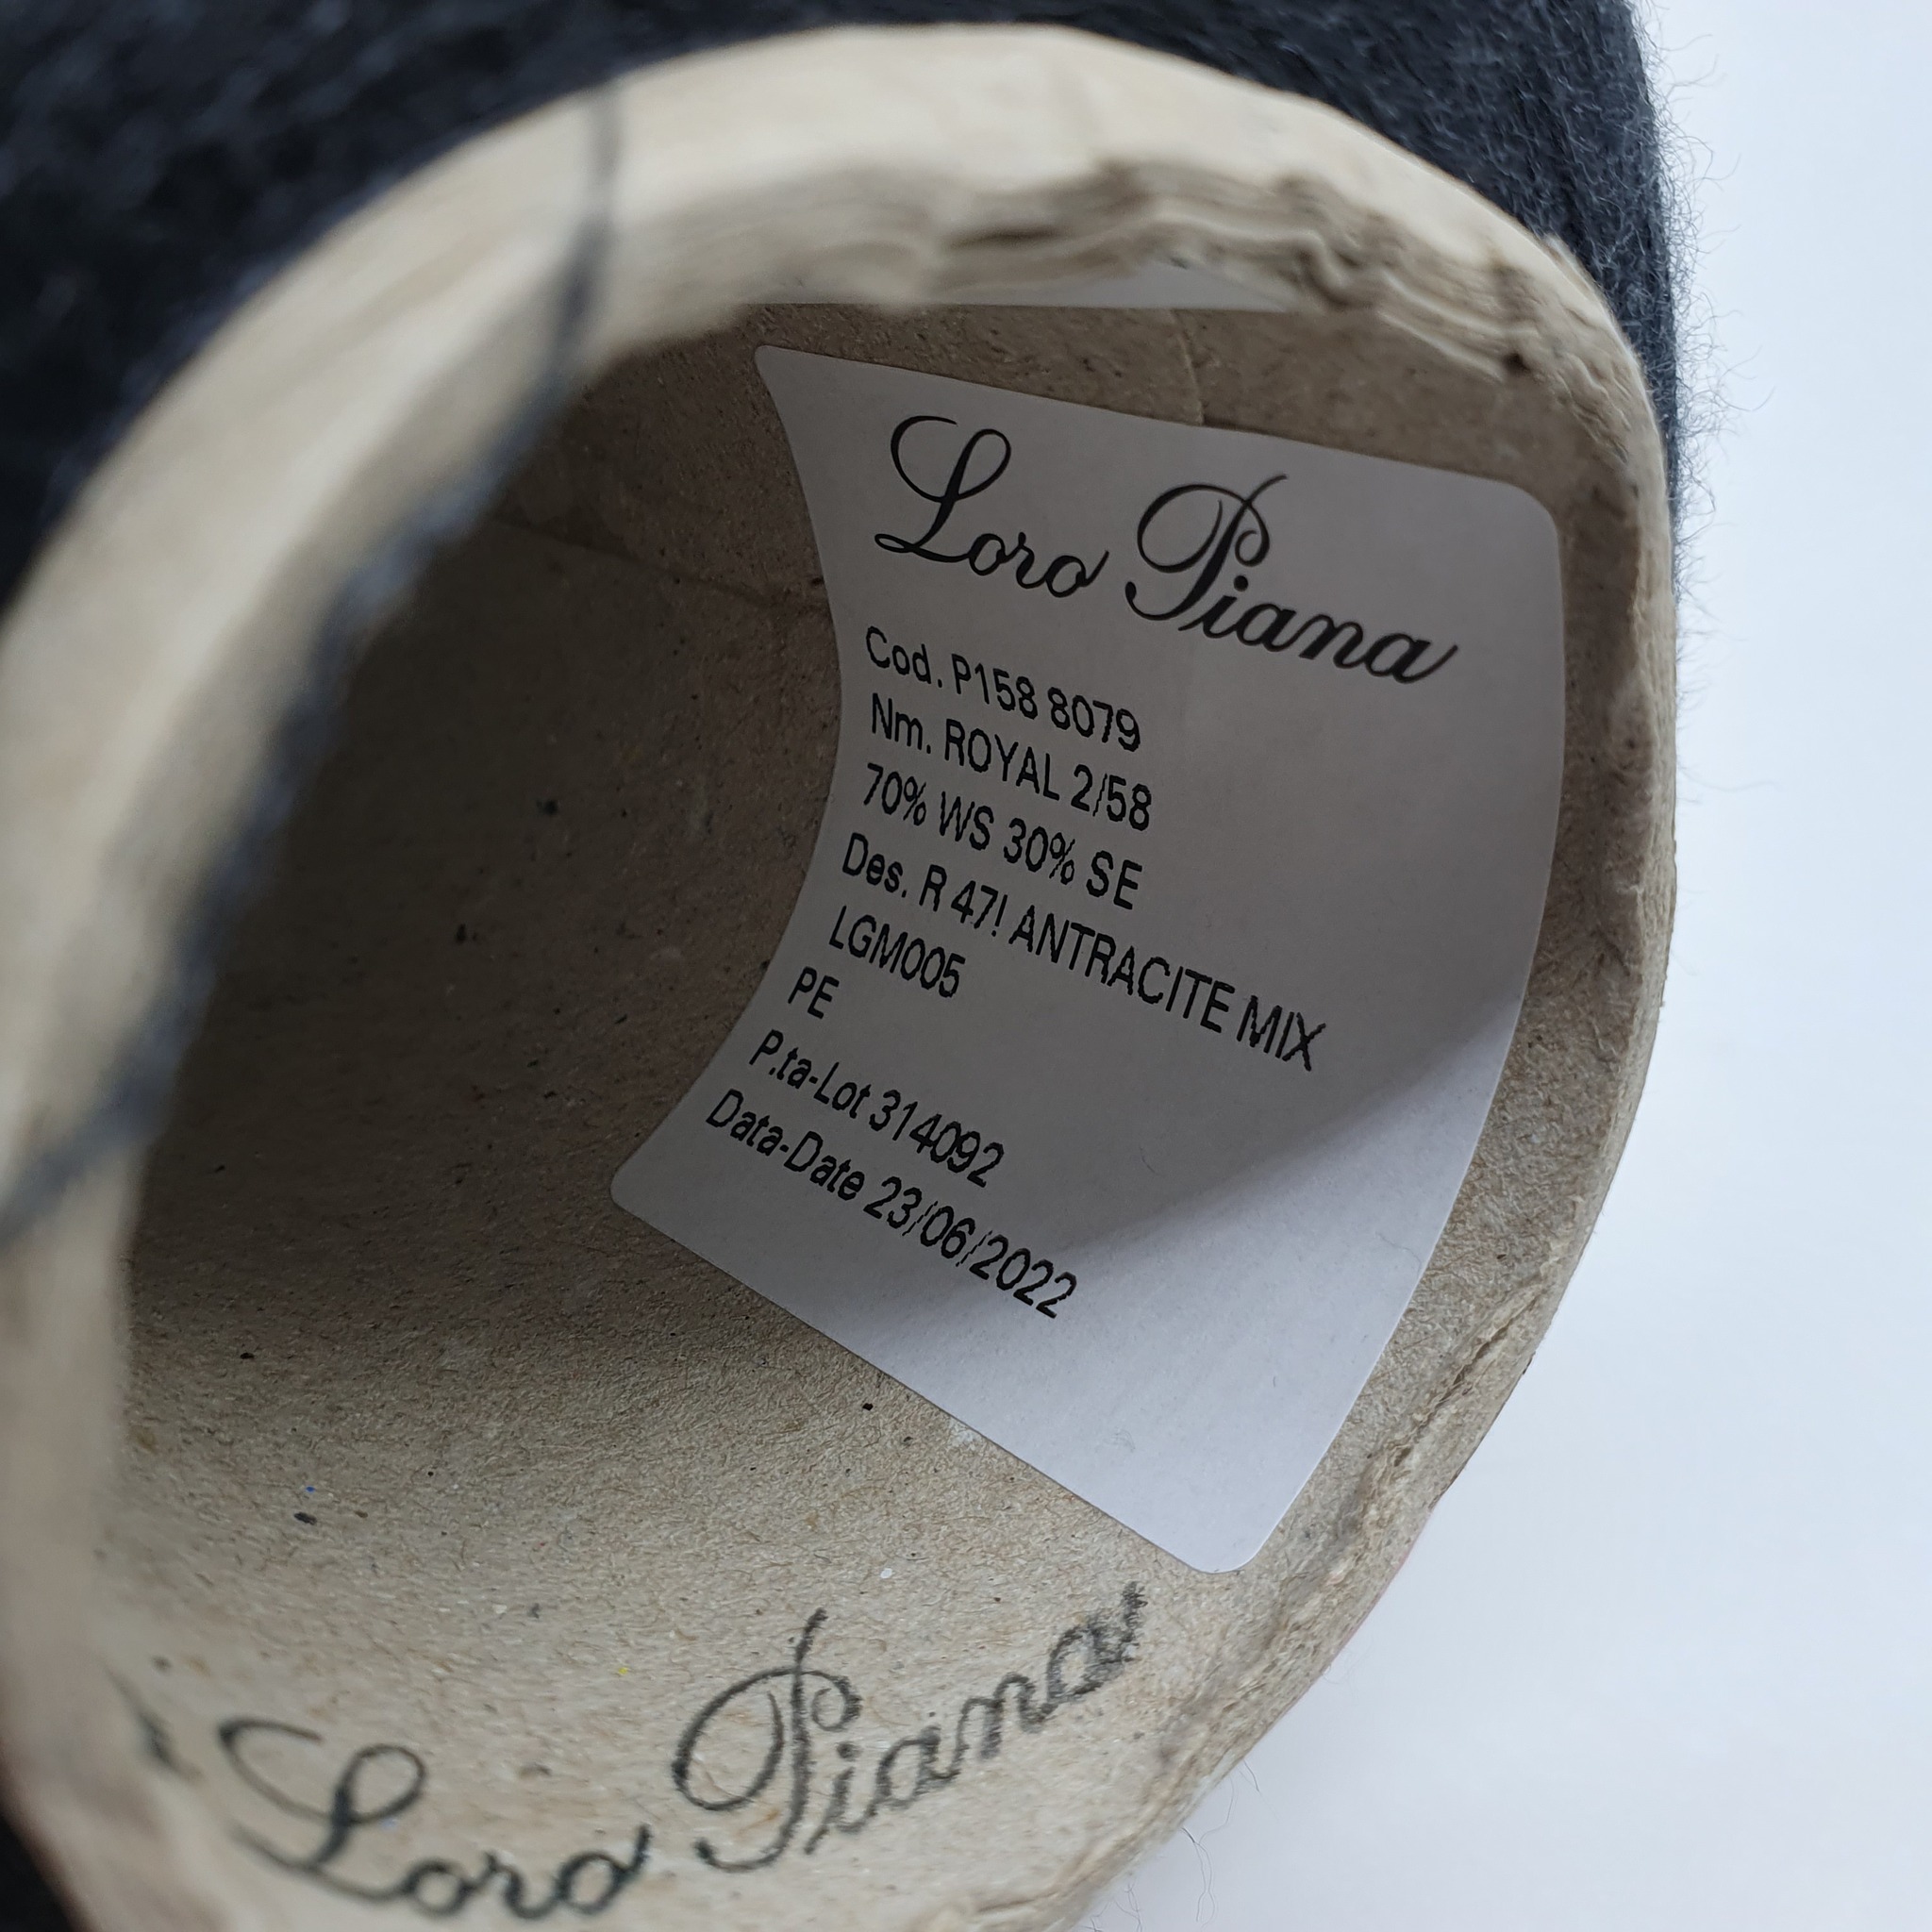 Loro Piana
Cod. P158 8079
Nm. ROYAL 2/58
70% WS 30% SE
Des. R 47! ANTRACITE MIX
LGM005
PE
P.ta-Lot 314092
Data-Date 23/06/2022
Loro Piana